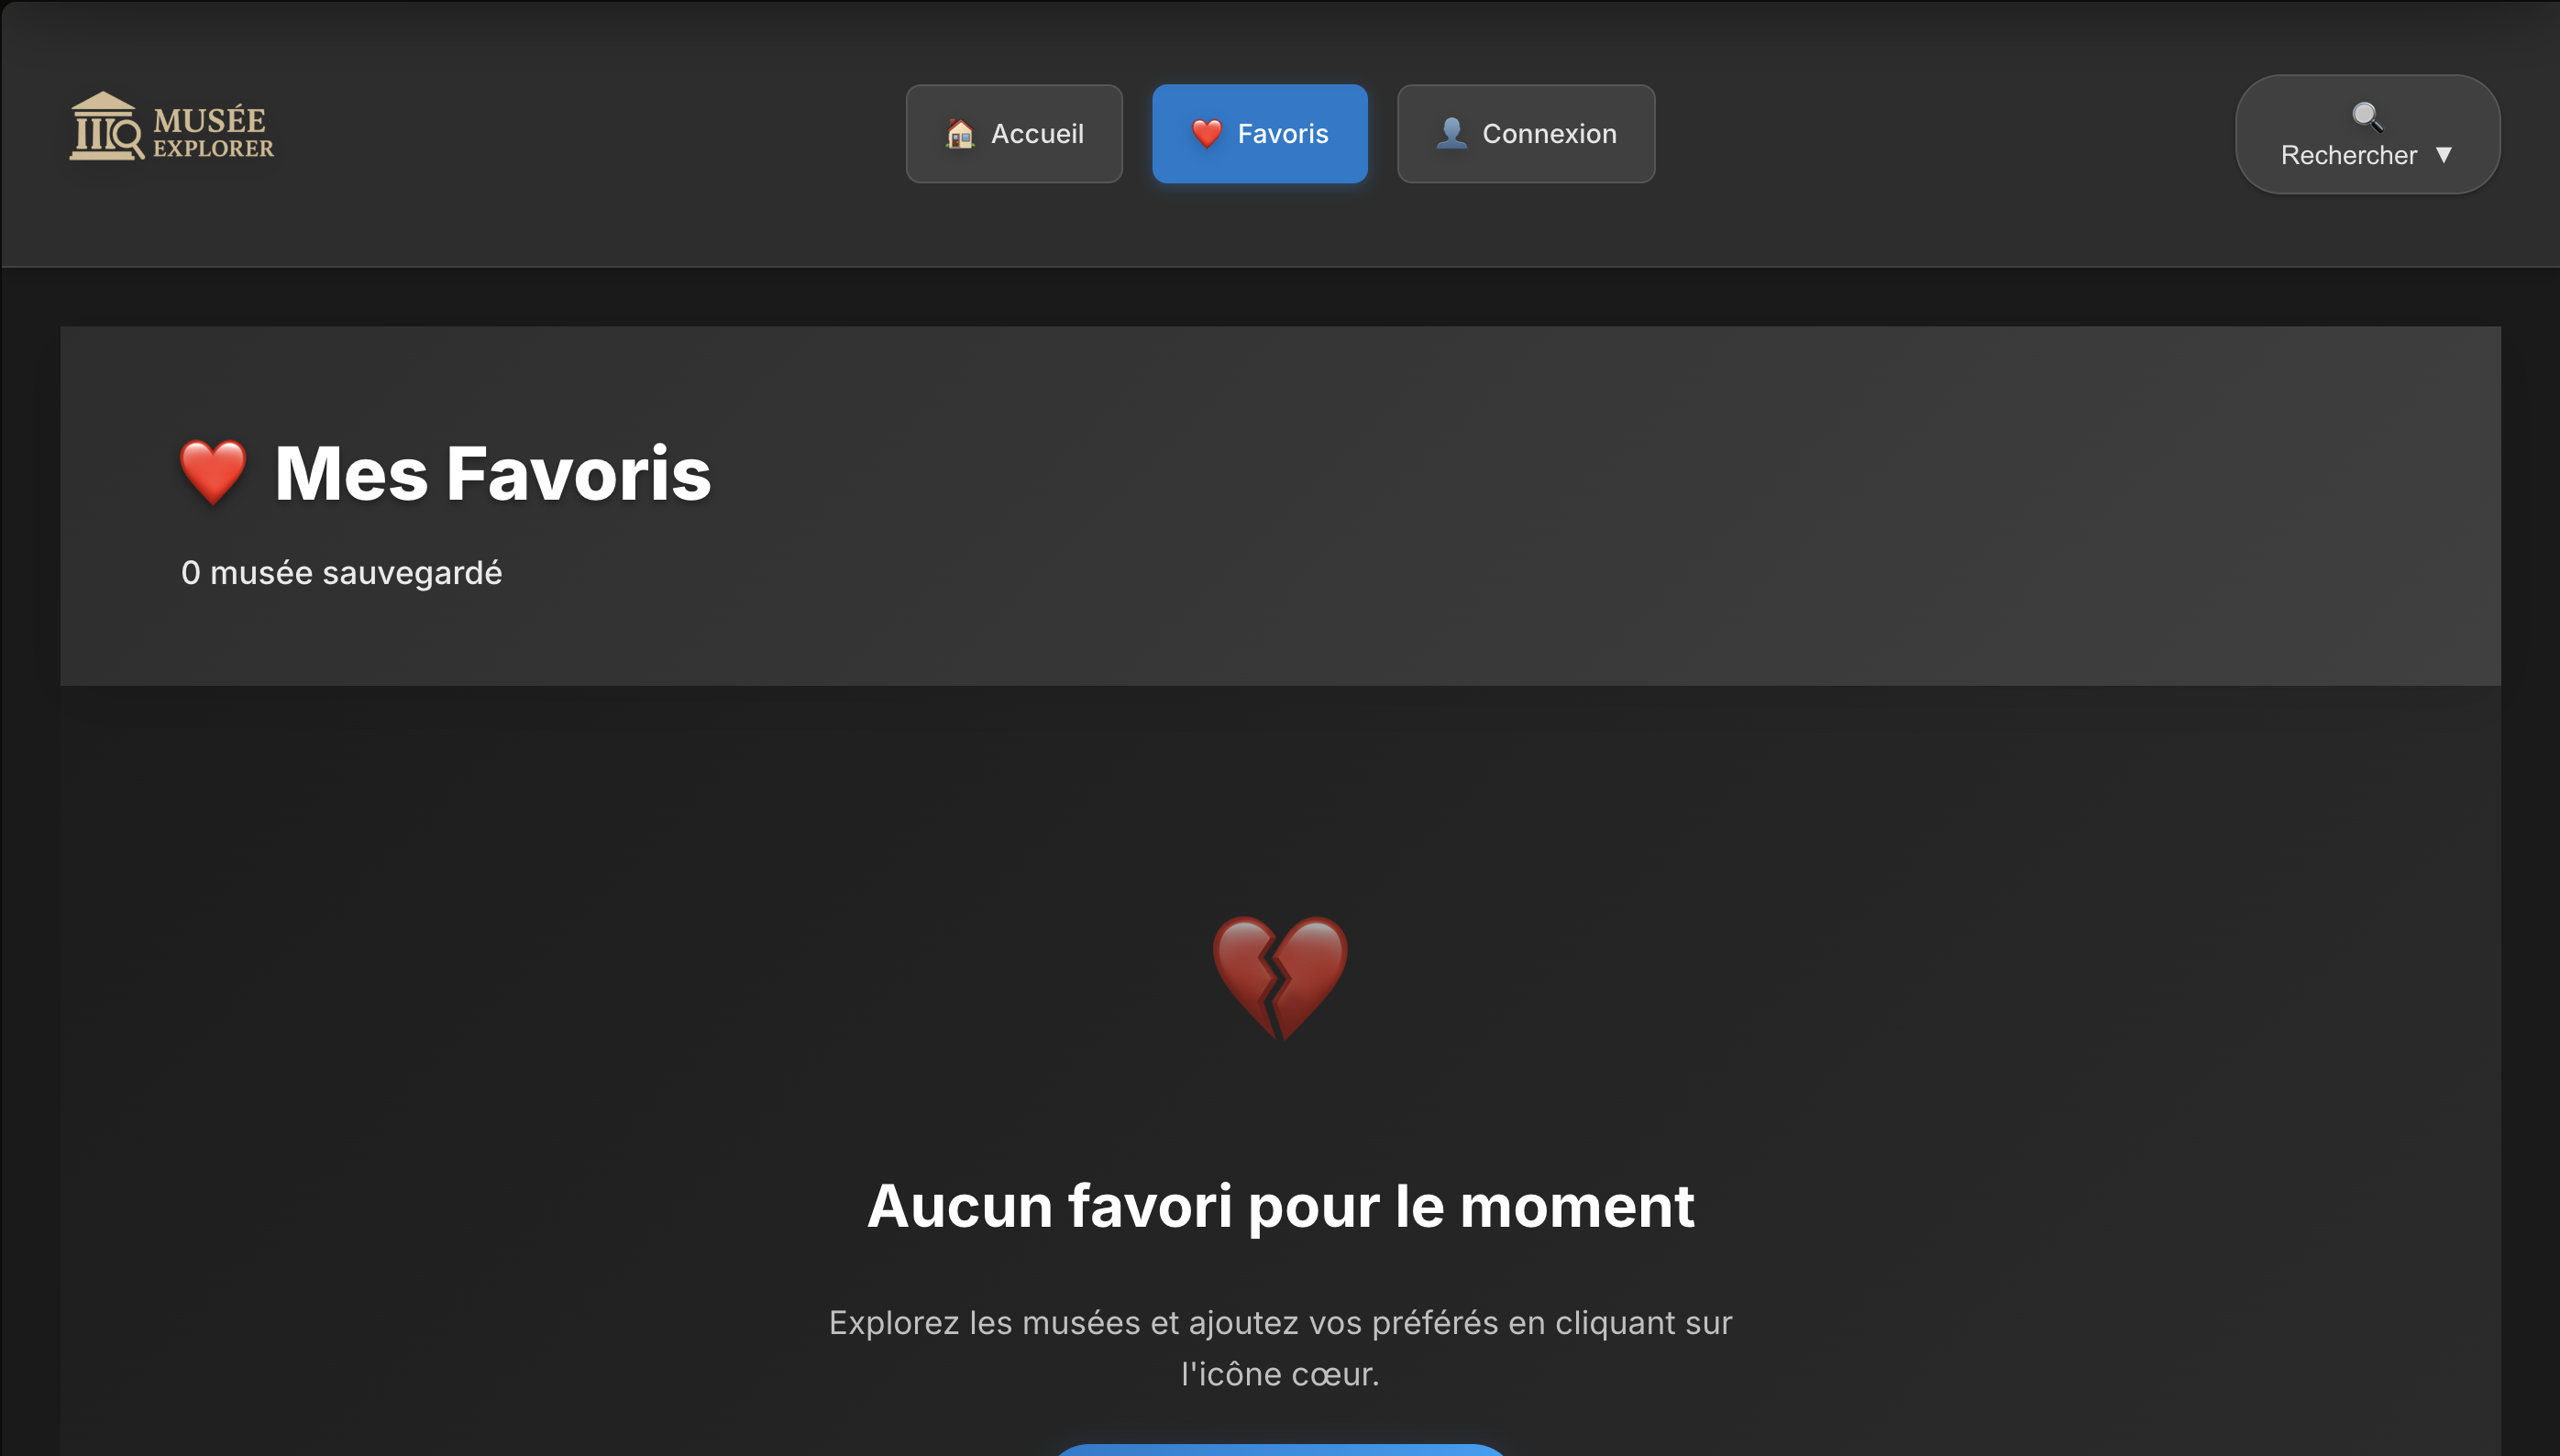 MUSÉE
EXPLORER
Accueil
Favoris
Connexion
Rechercher ▼
Mes Favoris
0 musée sauvegardé
Aucun favori pour le moment
Explorez les musées et ajoutez vos préférés en cliquant sur
l'icône cœur.